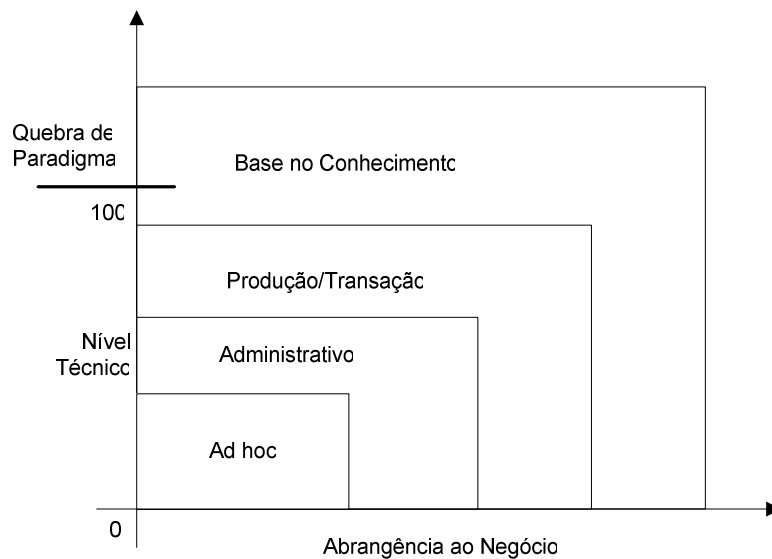 Quebra de
Paradigma
Base no Conhecimento
100
Produção/Transação
Nível
Técnico
Administrativo
Ad hoc
0
Abrangência ao Negócio